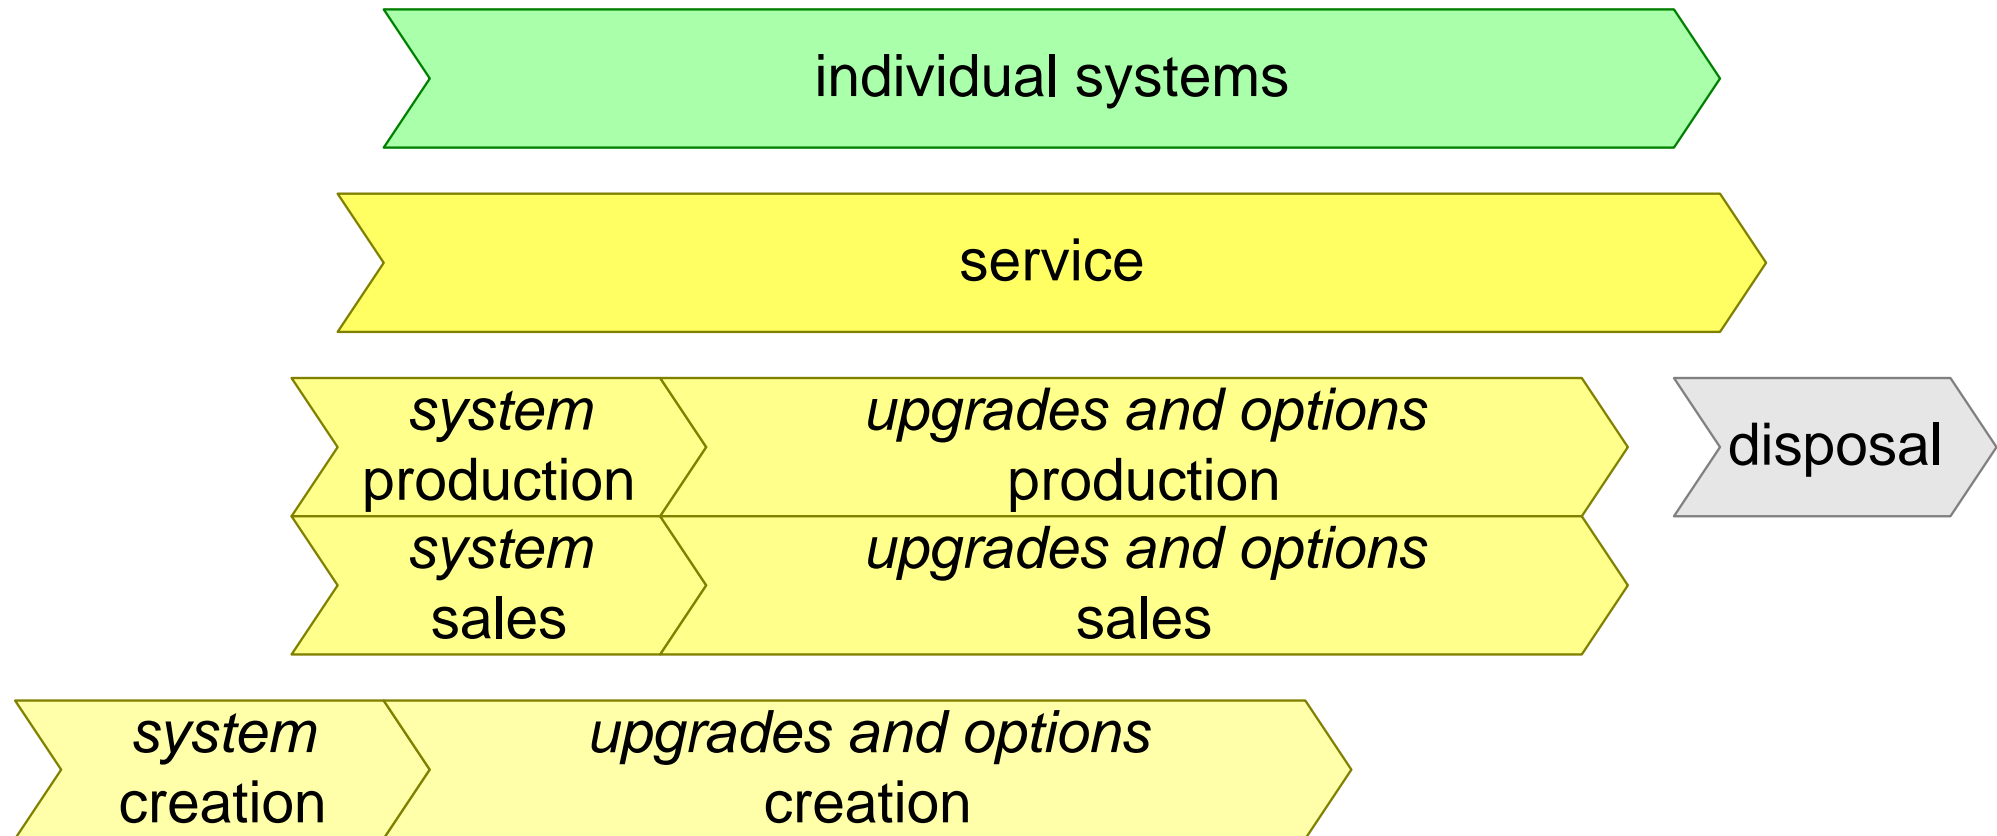 individual systems
service
system
production
upgrades and options
production
disposal
system
sales
upgrades and options
sales
system
creation
upgrades and options
creation